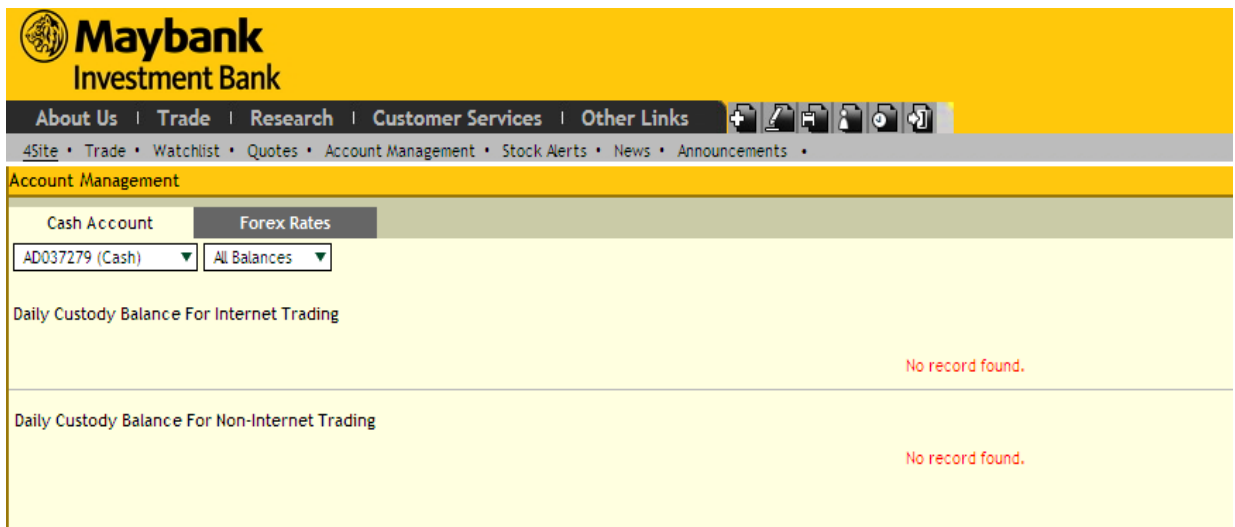 Maybank
Investment Bank
About Us | Trade | Research | Customer Services | Other Links
4Site • Trade • Watchlist • Quotes • Account Management • Stock Alerts • News • Announcements •
Account Management
Cash Account Forex Rates
AD037279 (Cash) ▼ All Balances ▼
Daily Custody Balance For Internet Trading
No record found.
Daily Custody Balance For Non-Internet Trading
No record found.